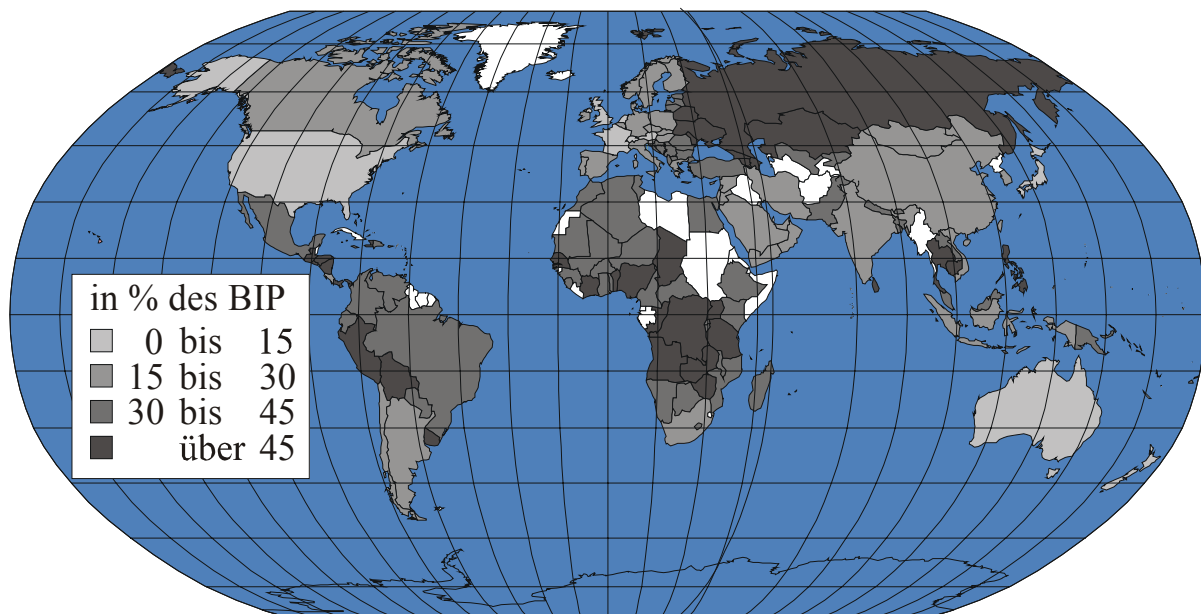 in % des BIP
0 bis 15
15 bis 30
30 bis 45
über 45